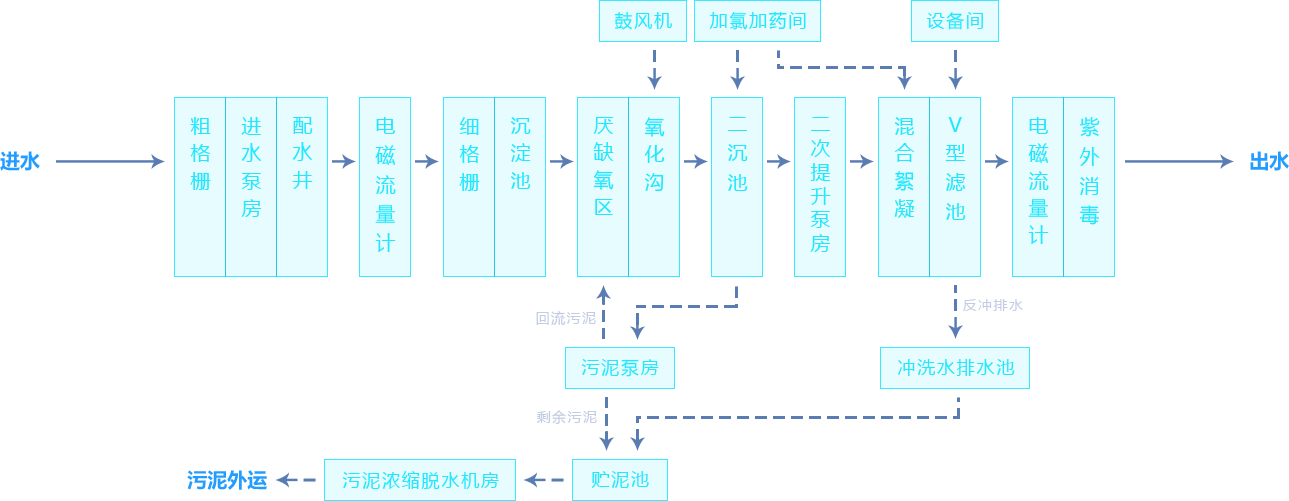 鼓风机
加氯加药间
设备间
进水
粗格栅
进水泵房
配水井
电磁流量计
细格栅
沉淀池
厌缺氧区
氧化沟
二沉池
二次提升泵房
混合絮凝
V型滤池
电磁流量计
紫外消毒
出水
回流污泥
反冲排水
污泥泵房
冲洗水排水池
剩余污泥
污泥外运
污泥浓缩脱水机房
贮泥池